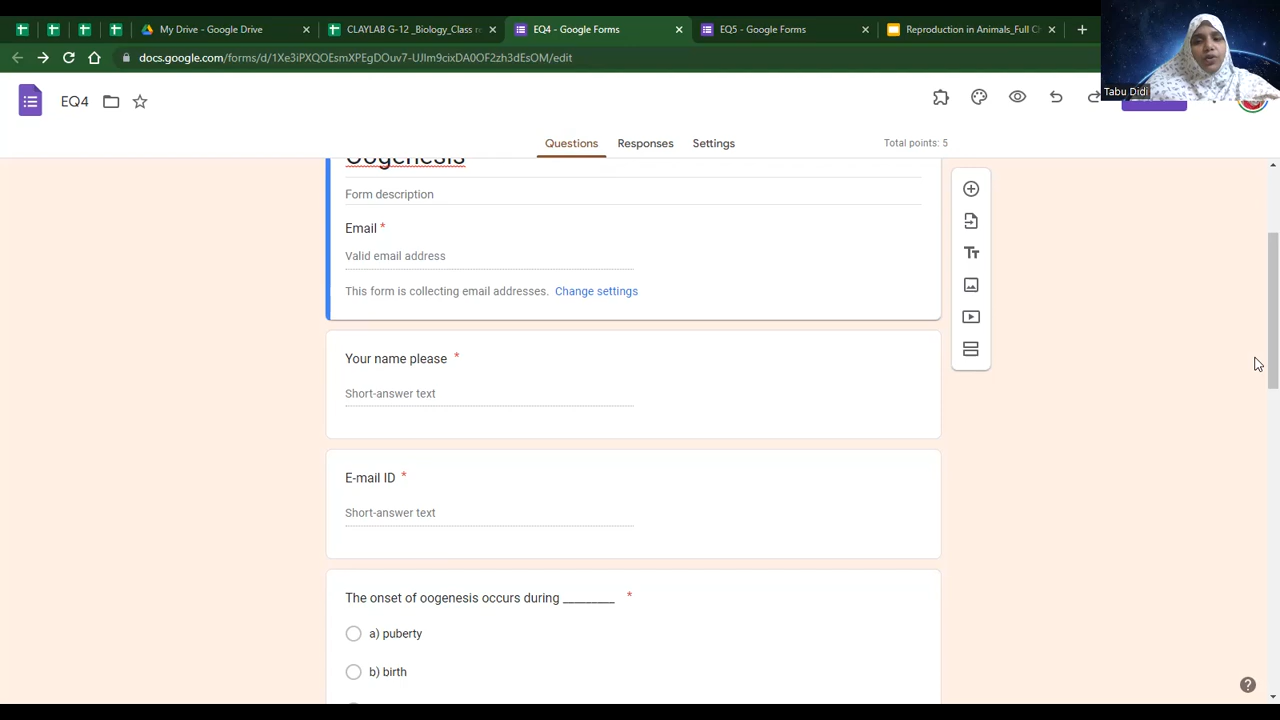 My Drive - Google Drive
CLAYLAB G-12 _Biology_Class r
EQ4 - Google Forms
EQ5 - Google Forms
Reproduction in Animals_Full C
docs.google.com/forms/d/1Xe3iPXQOEsmXPEgDOuv7-UJlm9cixDA0OF2zh3dEsOM/edit
Tabu Didi
EQ4
Questions
Responses
Settings
Total points: 5
Oogenesis
Form description
Email *
Valid email address
This form is collecting email addresses. Change settings
Your name please *
Short-answer text
E-mail ID *
Short-answer text
The onset of oogenesis occurs during ________ *
a) puberty
b) birth